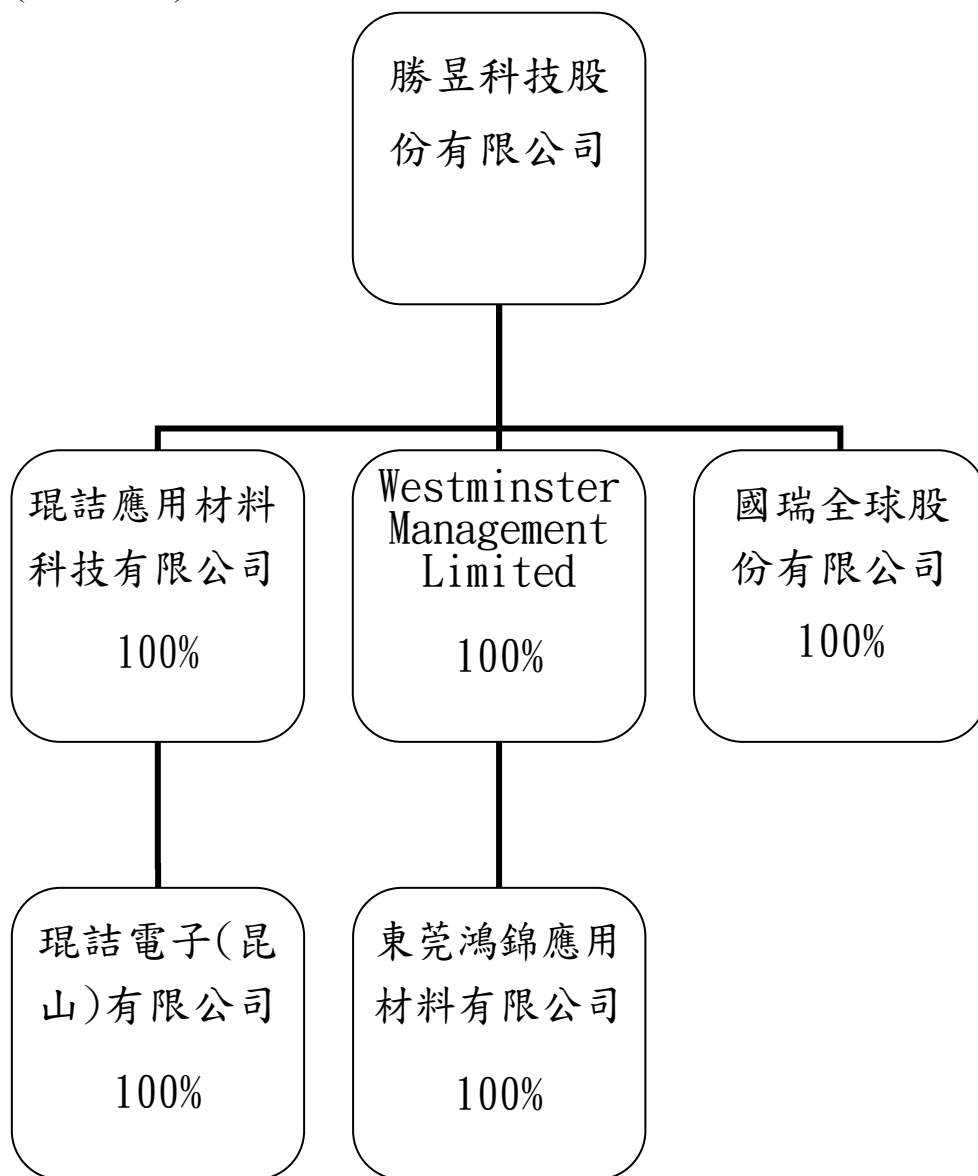 勝昱科技股
份有限公司
琨詰應用材料
科技有限公司
100%
Westminster
Management
Limited
100%
國瑞全球股
份有限公司
100%
琨詰電子(昆
山)有限公司
100%
東莞鴻錦應用
材料有限公司
100%